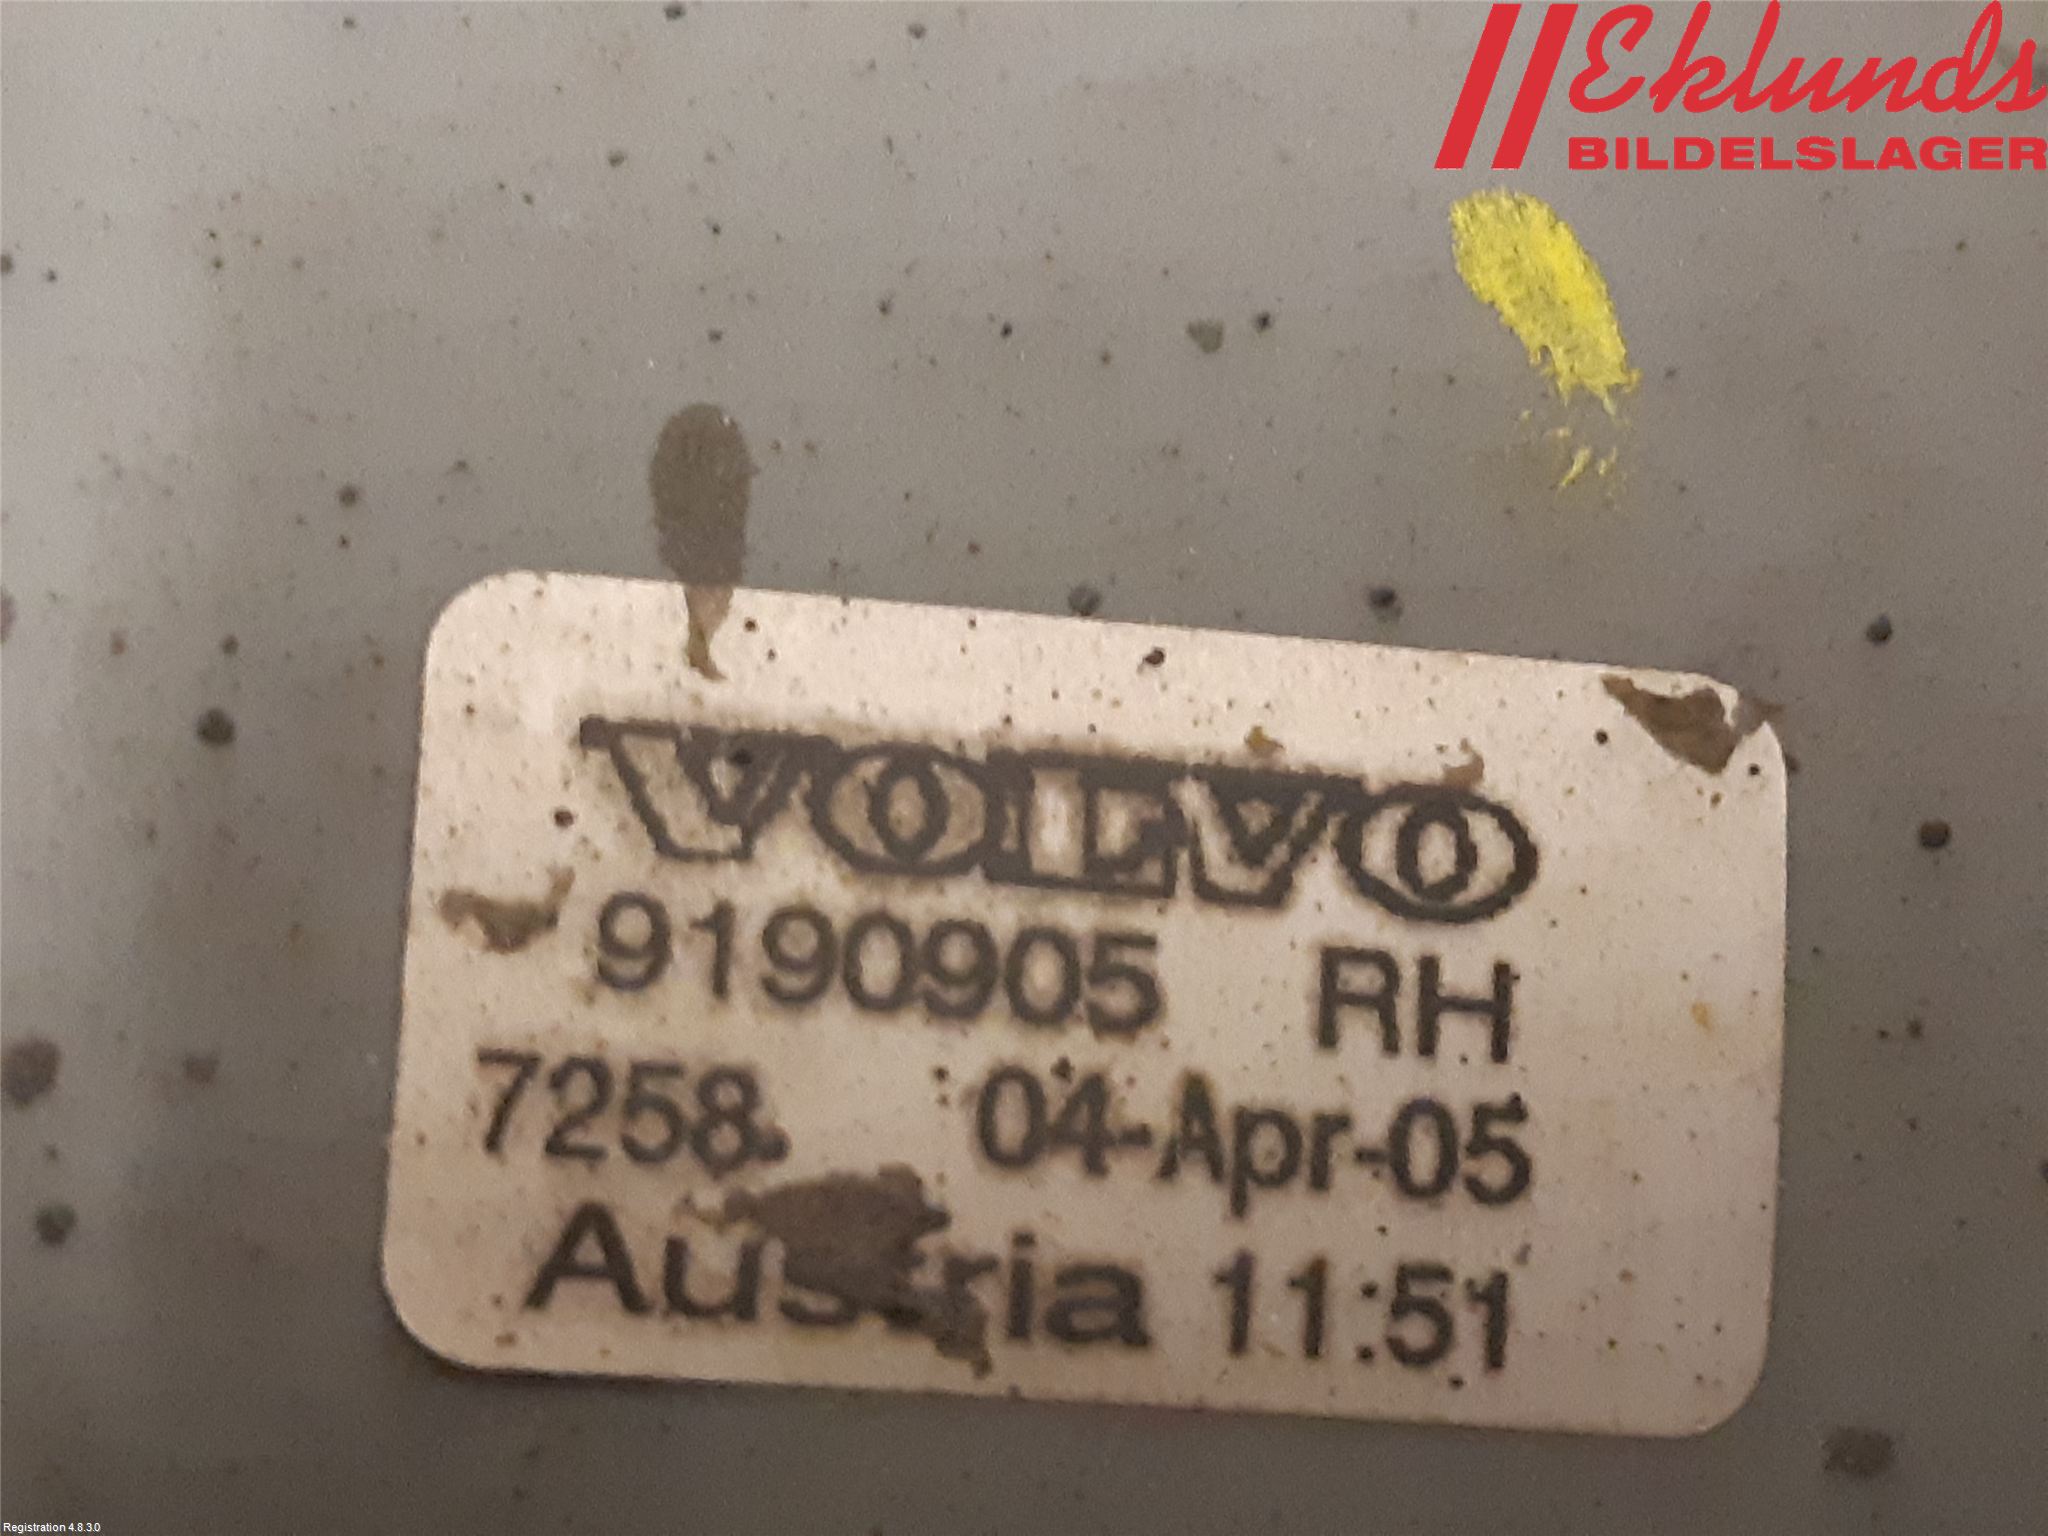 Eklunds
BILDELSLAGER
VOLVO
9190905 RH
7258 04-Apr-05
Austria 11:51
Registration 4.8.3.0